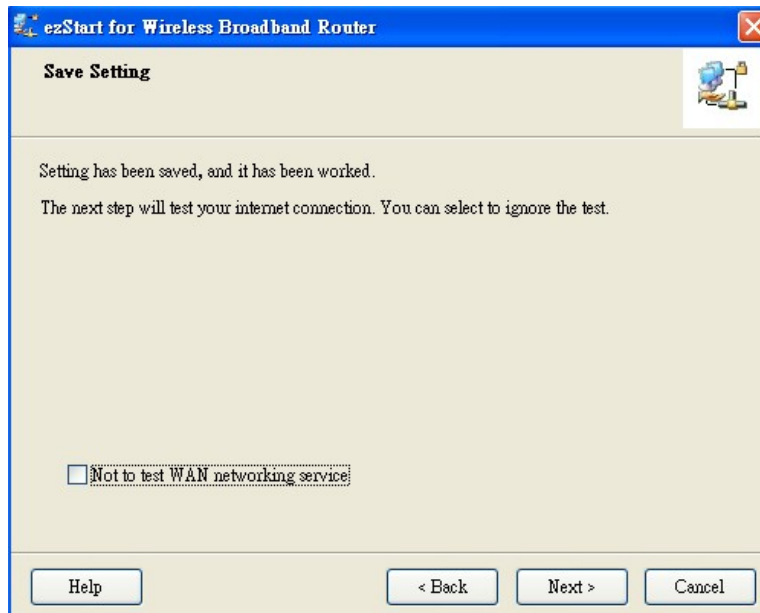 ezStart for Wireless Broadband Router
Save Setting
Setting has been saved, and it has been worked.
The next step will test your internet connection. You can select to ignore the test.
Not to test WAN networking service
Help
< Back
Next >
Cancel